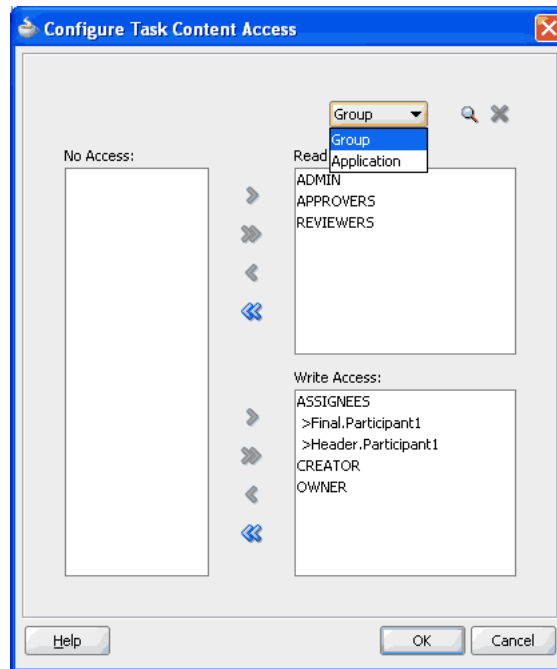 Configure Task Content Access
Group
Group
Application
No Access:
Read
ADMIN
APPROVERS
REVIEWERS
Write Access:
ASSIGNEES
>Final.Participant1
>Header.Participant1
CREATOR
OWNER
Help
OK
Cancel